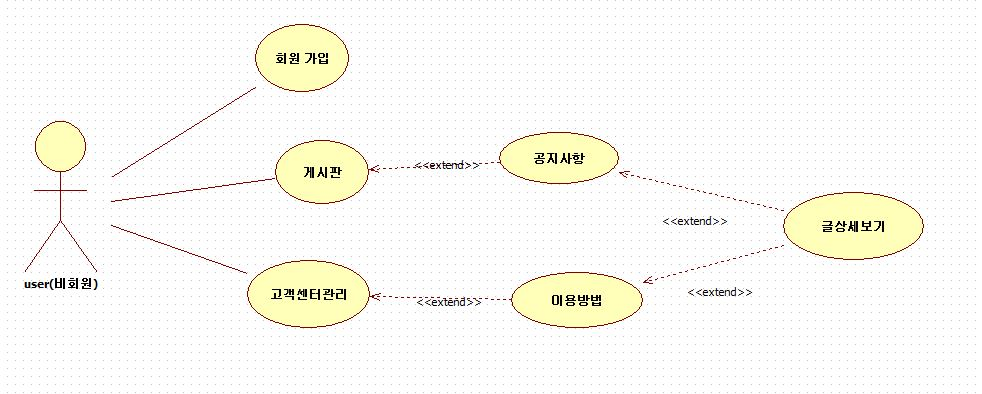 회원 가입
게시판
<<extend>>
공지사항
<<extend>>
글상세보기
user(비회원)
고객센터관리
<<extend>>
이용방법
<<extend>>